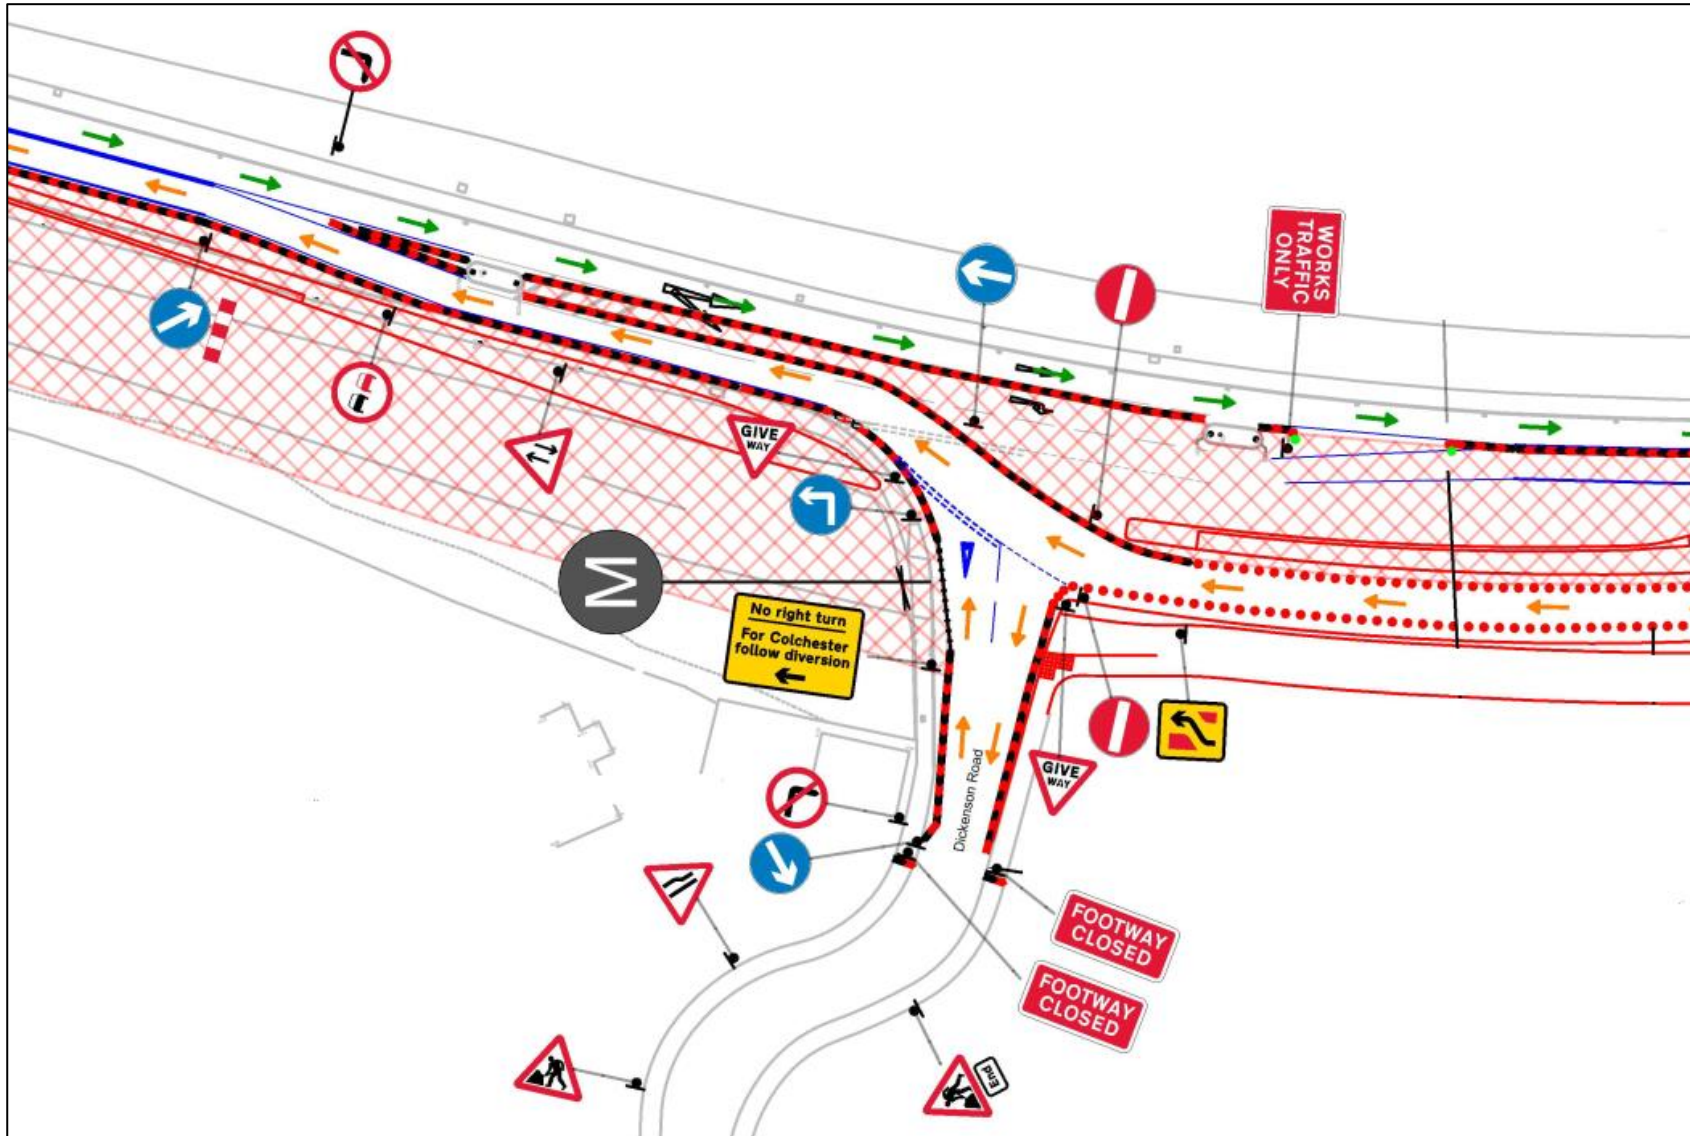 WORKS
TRAFFIC
ONLY
GIVE
WAY
M
No right turn
For Colchester
follow diversion
GIVE
WAY
Dickenson Road
FOOTWAY
CLOSED
FOOTWAY
CLOSED
End